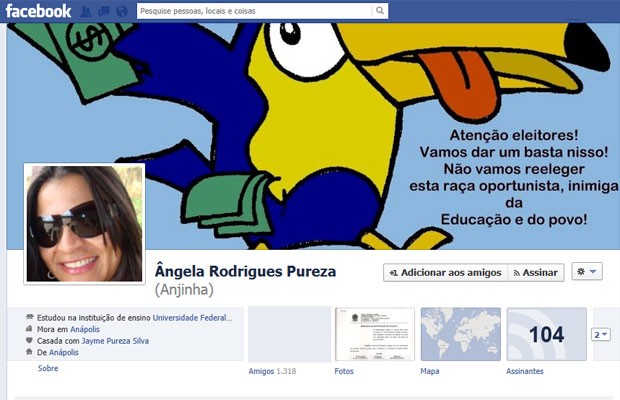 facebook
Pesquise pessoas, locais e coisas
$
Atenção eleitores!
Vamos dar um basta nisso!
Não vamos reeleger
esta raça oportunista, inimiga
da
Educação e do povo!
Ângela Rodrigues Pureza
(Anjinha)
Adicionar aos amigos
Assinar
Estudou na instituição de ensino Universidade Federal...
Mora em Anápolis
Casada com Jayme Pureza Silva
De Anápolis
Sobre
Amigos 1.318
Fotos
Mapa
104
Assinantes
2